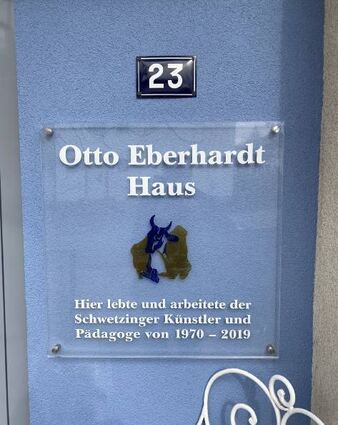 23
Otto Eberhardt
Haus
Hier lebte und arbeitete der
Schwetzinger Künstler und
Pädagoge von 1970 – 2019